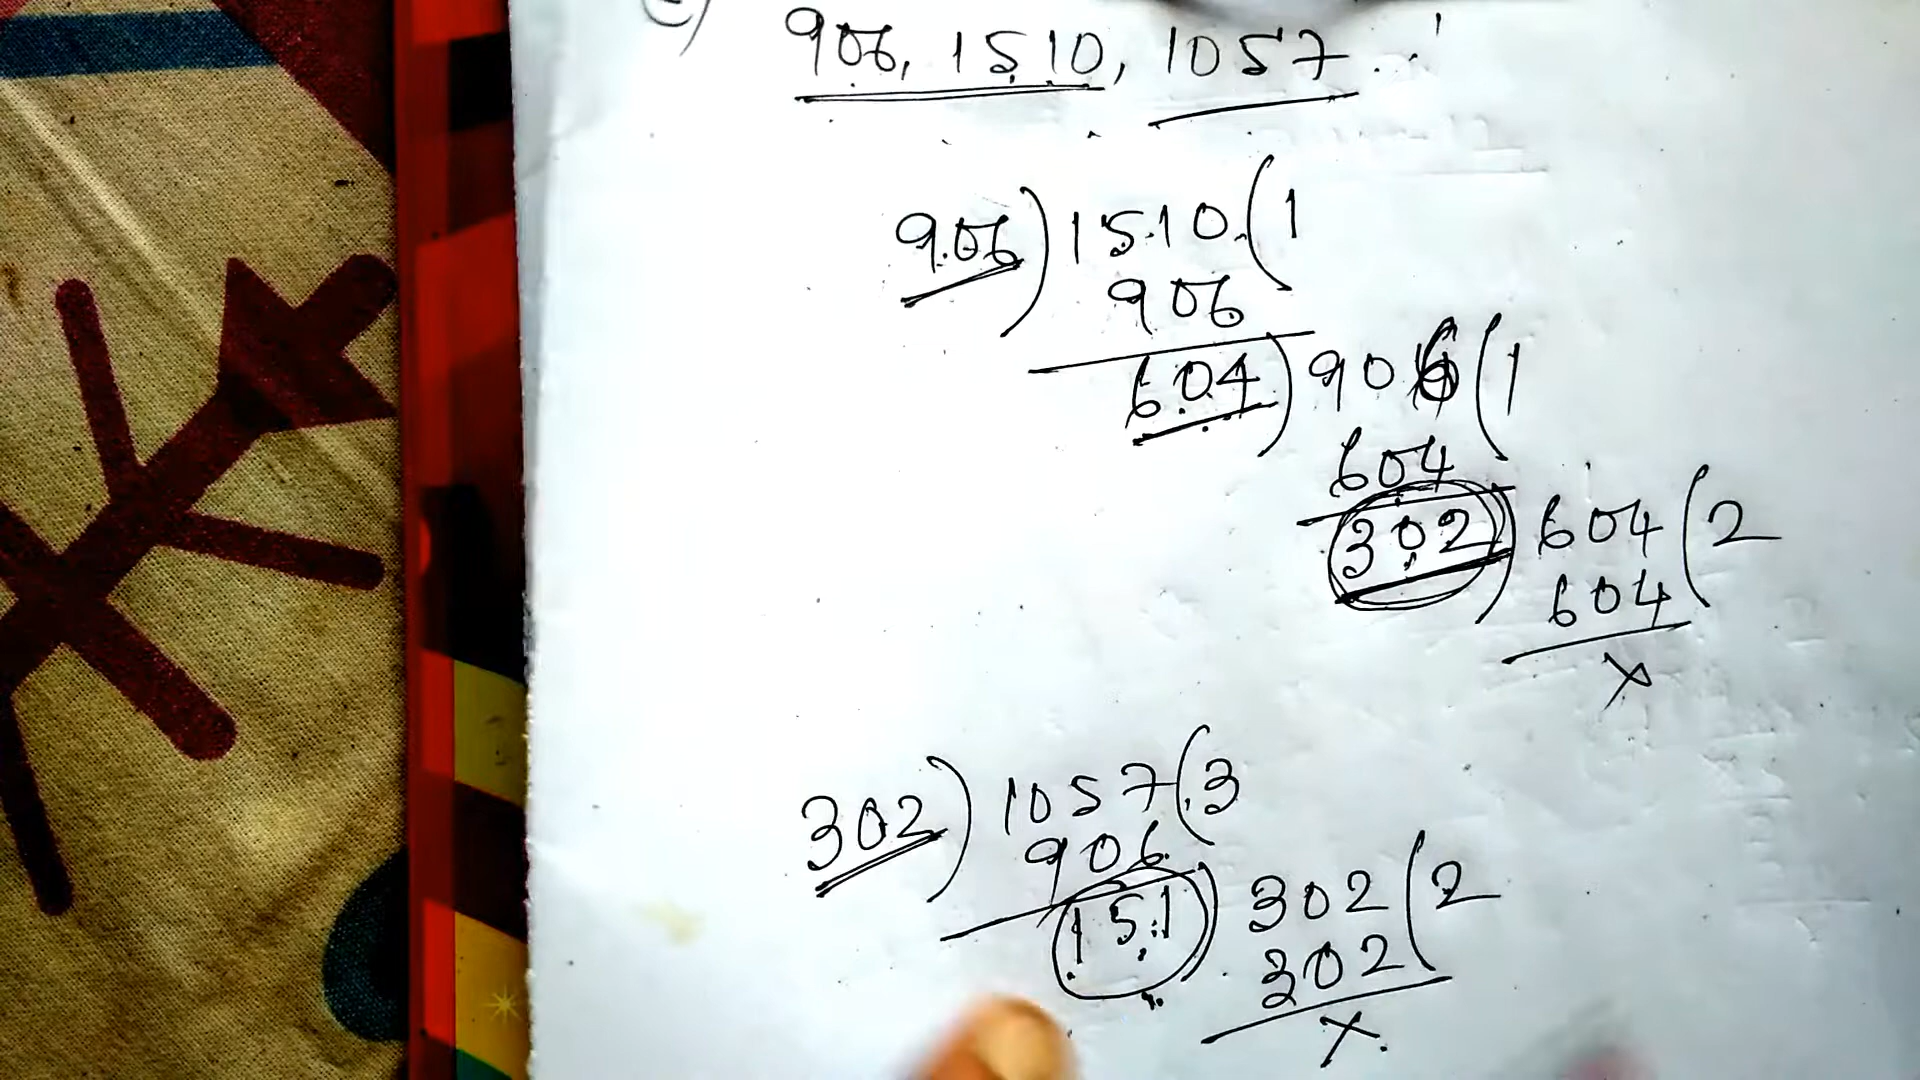 906, 1510, 1057
906) 1510 (1
906
604) 906 (1
604
302) 604 (2
604
x
302) 1057 (3
906
151) 302 (2
302
x